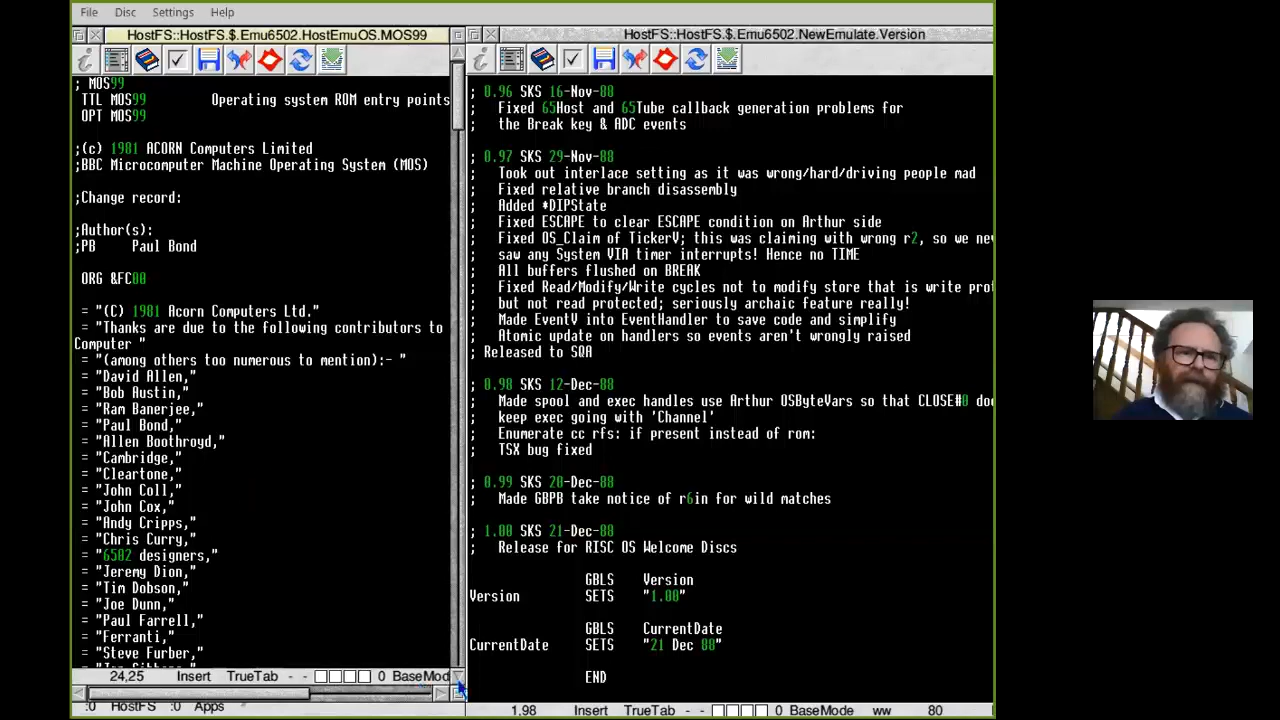 File Disc Settings Help
HostFS::HostFS.$.Emu6502.HostEmuOS.MOS99
; MOS99
TTL MOS99 Operating system ROM entry points
OPT MOS99
;(c) 1981 ACORN Computers Limited
;BBC Microcomputer Machine Operating System (MOS)
;Change record:
;Author(s):
;PB Paul Bond
ORG &FC00
= "(C) 1981 Acorn Computers Ltd."
= "Thanks are due to the following contributors to
Computer "
= "(among others too numerous to mention):- "
= "David Allen,"
= "Bob Austin,"
= "Ram Banerjee,"
= "Paul Bond,"
= "Allen Boothroyd,"
= "Cambridge,"
= "Cleartone,"
= "John Coll,"
= "John Cox,"
= "Andy Cripps,"
= "Chris Curry,"
= "6502 designers,"
= "Jeremy Dion,"
= "Tim Dobson,"
= "Joe Dunn,"
= "Paul Farrell,"
= "Ferranti,"
= "Steve Furber,"
24,25 Insert TrueTab - - 0 BaseMod
:0 HostFS :0 Apps
HostFS::HostFS.$.Emu6502.NewEmulate.Version
; 0.96 SKS 16-Nov-88
; Fixed 65Host and 65Tube callback generation problems for
; the Break key & ADC events
; 0.97 SKS 29-Nov-88
; Took out interlace setting as it was wrong/hard/driving people mad
; Fixed relative branch disassembly
; Added *DIPState
; Fixed ESCAPE to clear ESCAPE condition on Arthur side
; Fixed OS_Claim of TickerV; this was claiming with wrong r2, so we nev
; saw any System VIA timer interrupts! Hence no TIME
; All buffers flushed on BREAK
; Fixed Read/Modify/Write cycles not to modify store that is write prot
; but not read protected; seriously archaic feature really!
; Made EventV into EventHandler to save code and simplify
; Atomic update on handlers so events aren't wrongly raised
; Released to SQA
; 0.98 SKS 12-Dec-88
; Made spool and exec handles use Arthur OSByteVars so that CLOSE#0 doe
; keep exec going with 'Channel'
; Enumerate cc rfs: if present instead of rom:
; TSX bug fixed
; 0.99 SKS 20-Dec-88
; Made GBPB take notice of r6in for wild matches
; 1.00 SKS 21-Dec-88
; Release for RISC OS Welcome Discs
GBLS Version
Version SETS "1.00"
GBLS CurrentDate
CurrentDate SETS "21 Dec 88"
END
1,98 Insert TrueTab - - 0 BaseMode ww 80